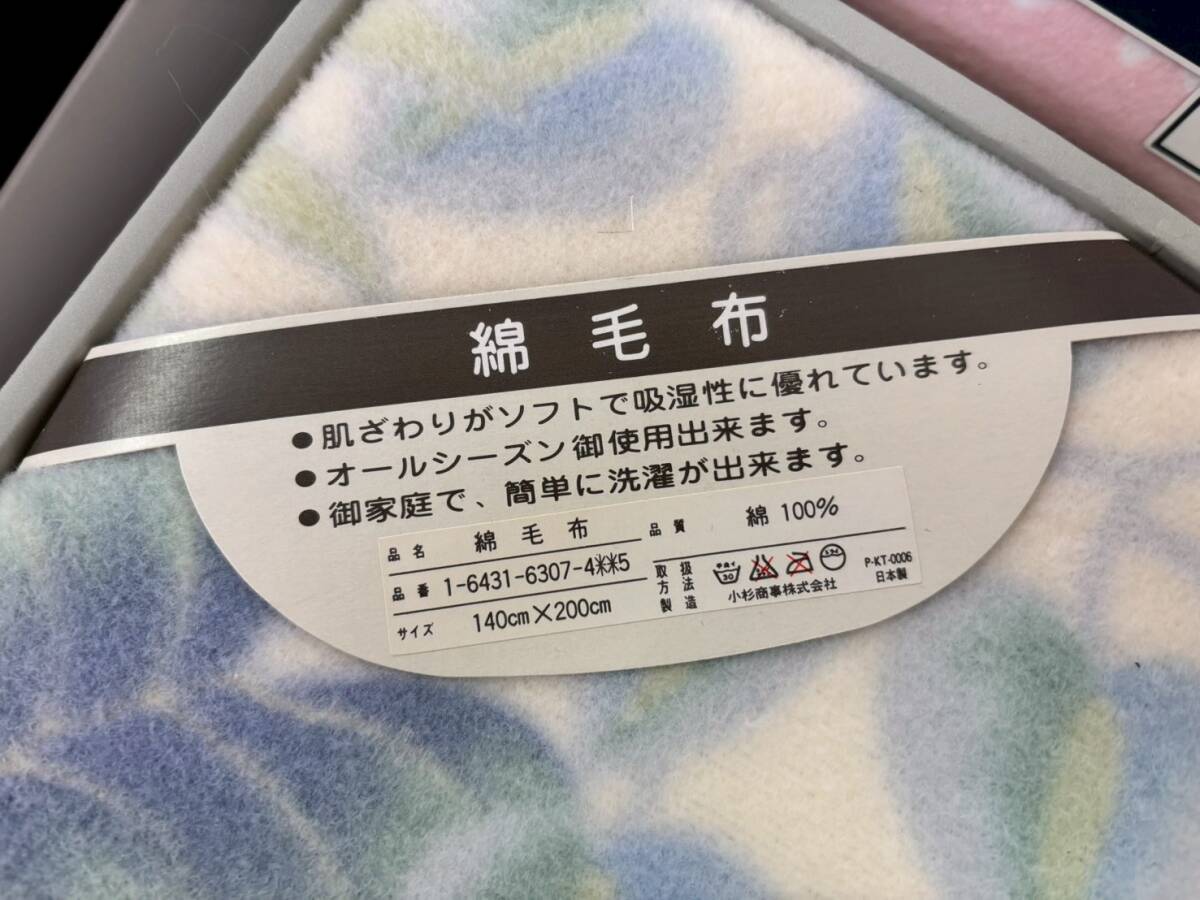 綿毛布
●肌ざわりがソフトで吸湿性に優れています。
●オールシーズン御使用出来ます。
●御家庭で、簡単に洗濯が出来ます。
品名 綿毛布
品番 1-6431-6307-4※※5
サイズ 140cm×200cm
品質 綿 100%
取扱方法
製造 小杉商事株式会社
P-KT-0006
日本製